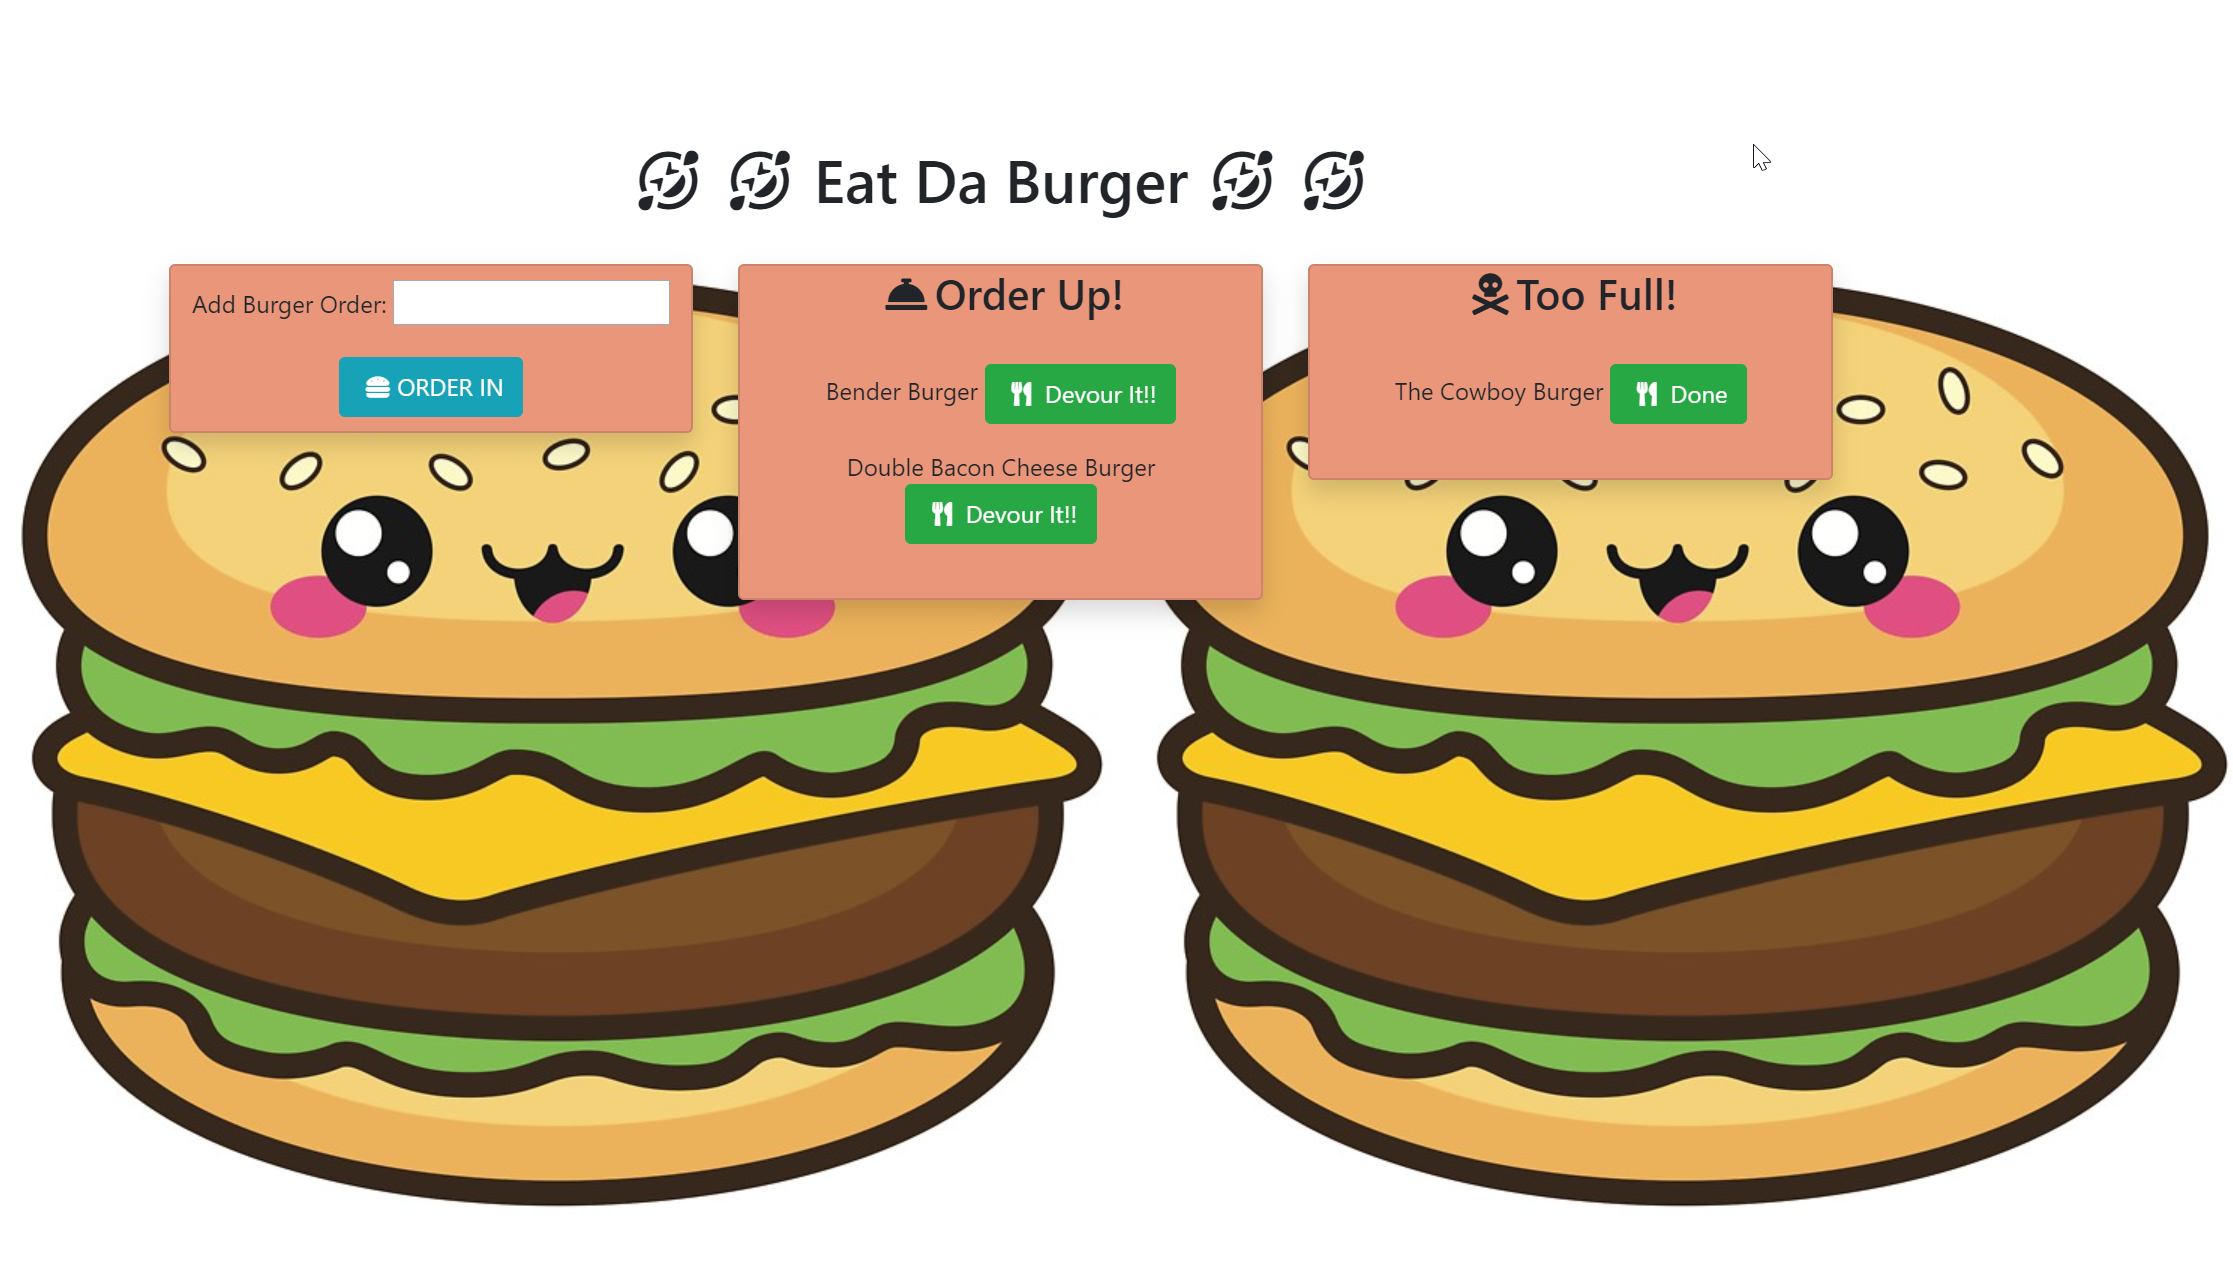 Eat Da Burger
Add Burger Order:
ORDER IN
Order Up!
Bender Burger Devour It!!
Double Bacon Cheese Burger
Devour It!!
Too Full!
The Cowboy Burger Done